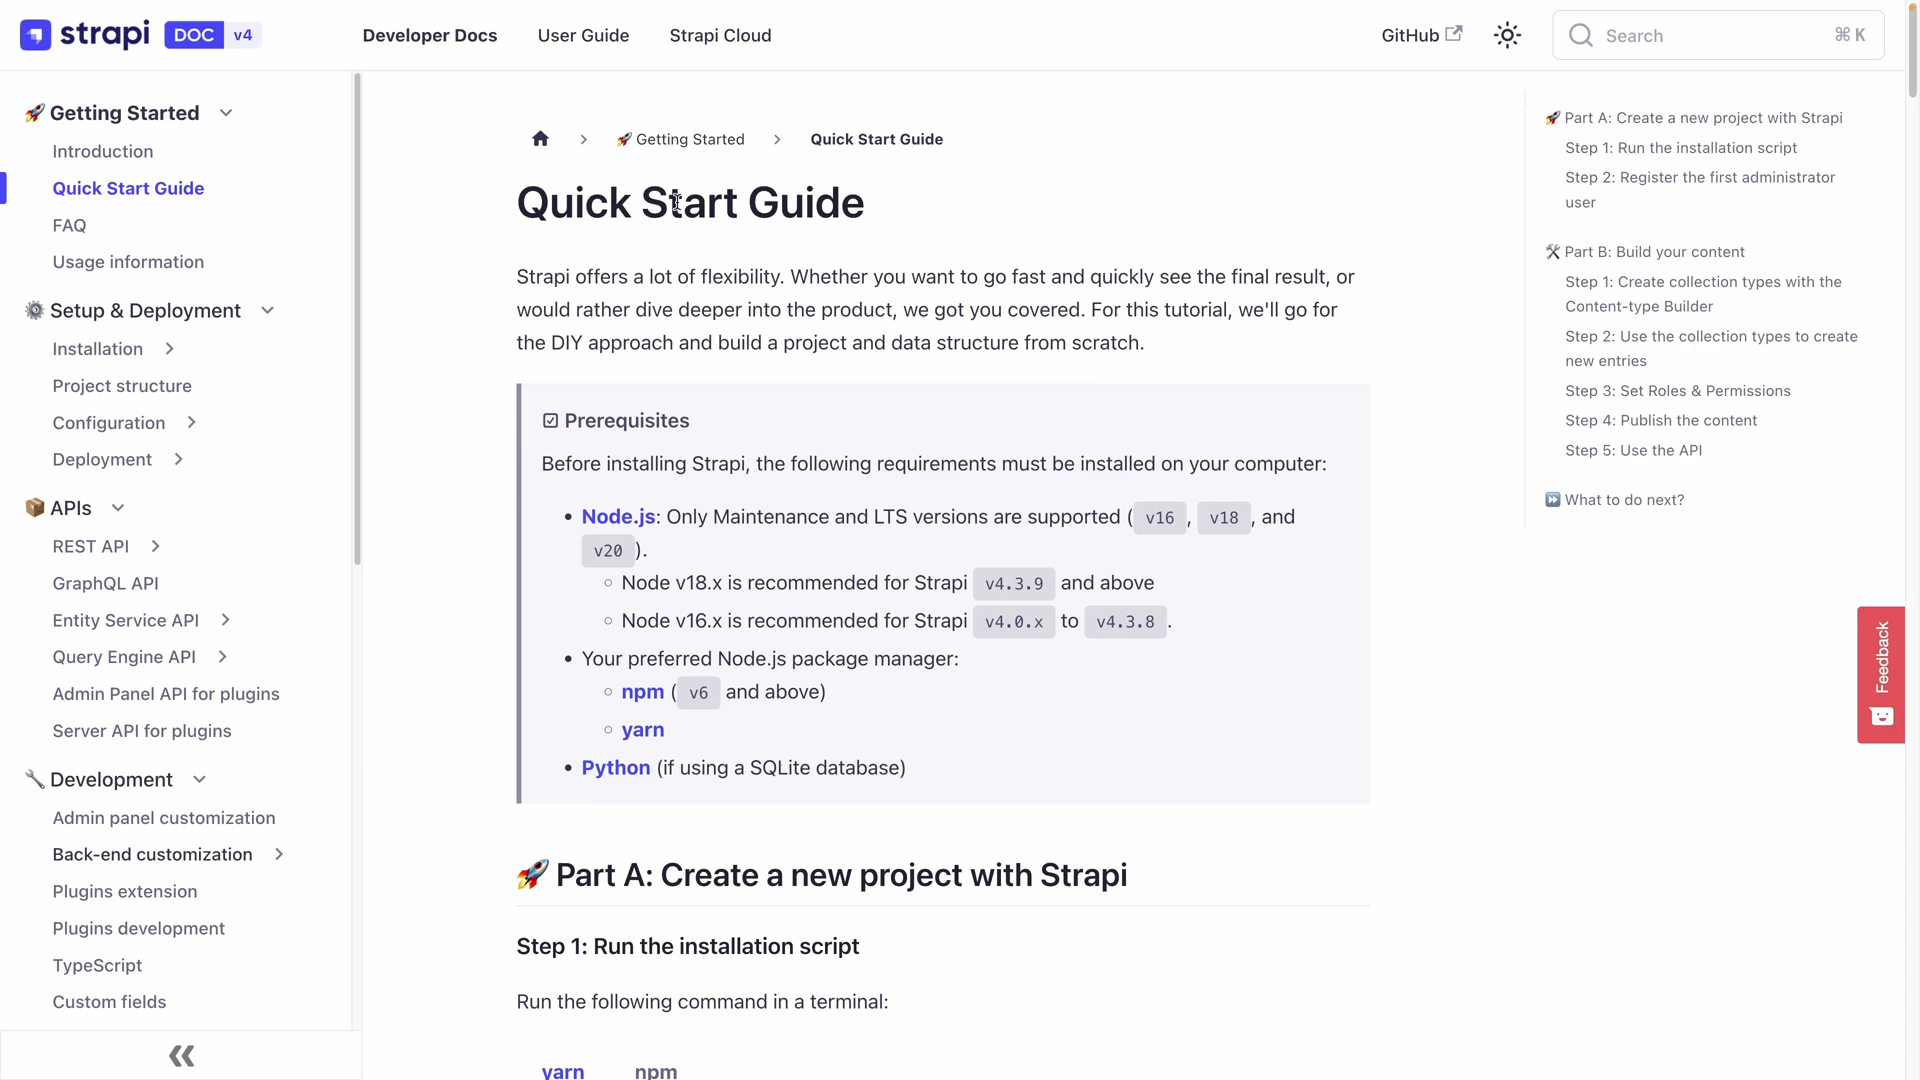 strapi DOC v4
Developer Docs
User Guide
Strapi Cloud
GitHub
Search
⌘ K
🚀 Getting Started
Introduction
Quick Start Guide
FAQ
Usage information
⚙️ Setup & Deployment
Installation
Project structure
Configuration
Deployment
📦 APIs
REST API
GraphQL API
Entity Service API
Query Engine API
Admin Panel API for plugins
Server API for plugins
🔧 Development
Admin panel customization
Back-end customization
Plugins extension
Plugins development
TypeScript
Custom fields
🚀 Getting Started
Quick Start Guide
Quick Start Guide
Strapi offers a lot of flexibility. Whether you want to go fast and quickly see the final result, or
would rather dive deeper into the product, we got you covered. For this tutorial, we'll go for
the DIY approach and build a project and data structure from scratch.
☑ Prerequisites
Before installing Strapi, the following requirements must be installed on your computer:
• Node.js: Only Maintenance and LTS versions are supported ( v16 , v18 , and
v20 ).
◦ Node v18.x is recommended for Strapi v4.3.9 and above
◦ Node v16.x is recommended for Strapi v4.0.x to v4.3.8 .
• Your preferred Node.js package manager:
◦ npm ( v6 and above)
◦ yarn
• Python (if using a SQLite database)
🚀 Part A: Create a new project with Strapi
Step 1: Run the installation script
Run the following command in a terminal:
yarn npm
🚀 Part A: Create a new project with Strapi
Step 1: Run the installation script
Step 2: Register the first administrator
user
🛠 Part B: Build your content
Step 1: Create collection types with the
Content-type Builder
Step 2: Use the collection types to create
new entries
Step 3: Set Roles & Permissions
Step 4: Publish the content
Step 5: Use the API
⏩ What to do next?
Feedback